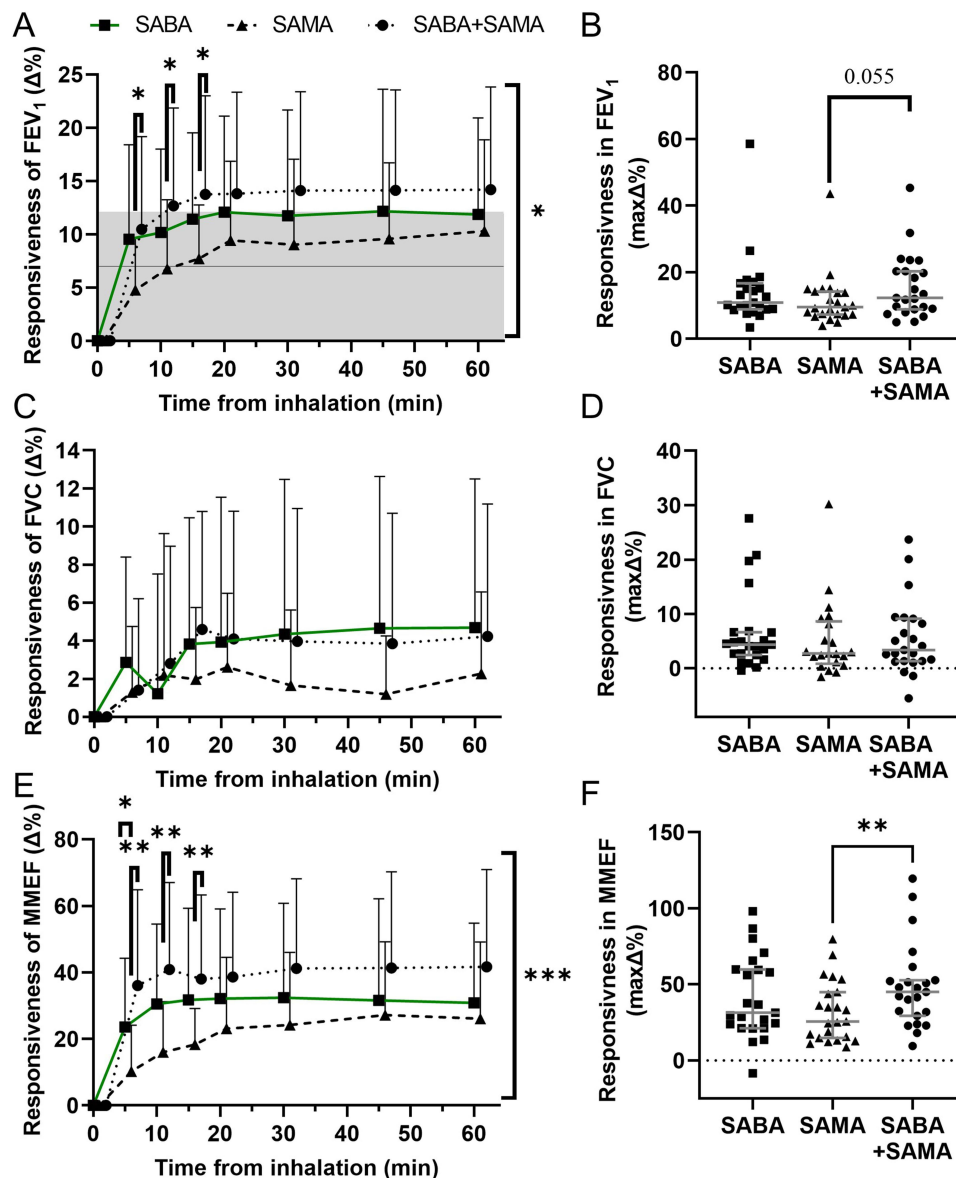 A
SABA SAMA SABA+SAMA
Responsiveness of FEV₁ (Δ%)
25
20
15
10
5
0
* * *
*
0 10 20 30 40 50 60
Time from inhalation (min)
B
Responsivness in FEV₁
(maxΔ%)
80
60
40
20
0
0.055
SABA SAMA SABA
+SAMA
C
Responsiveness of FVC (Δ%)
14
12
10
8
6
4
2
0
0 10 20 30 40 50 60
Time from inhalation (min)
D
Responsivness in FVC
(maxΔ%)
40
30
20
10
0
SABA SAMA SABA
+SAMA
E
Responsiveness of MMEF (Δ%)
80
60
40
20
0
*
** ** **
***
0 10 20 30 40 50 60
Time from inhalation (min)
F
Responsivness in MMEF
(maxΔ%)
150
100
50
0
**
SABA SAMA SABA
+SAMA